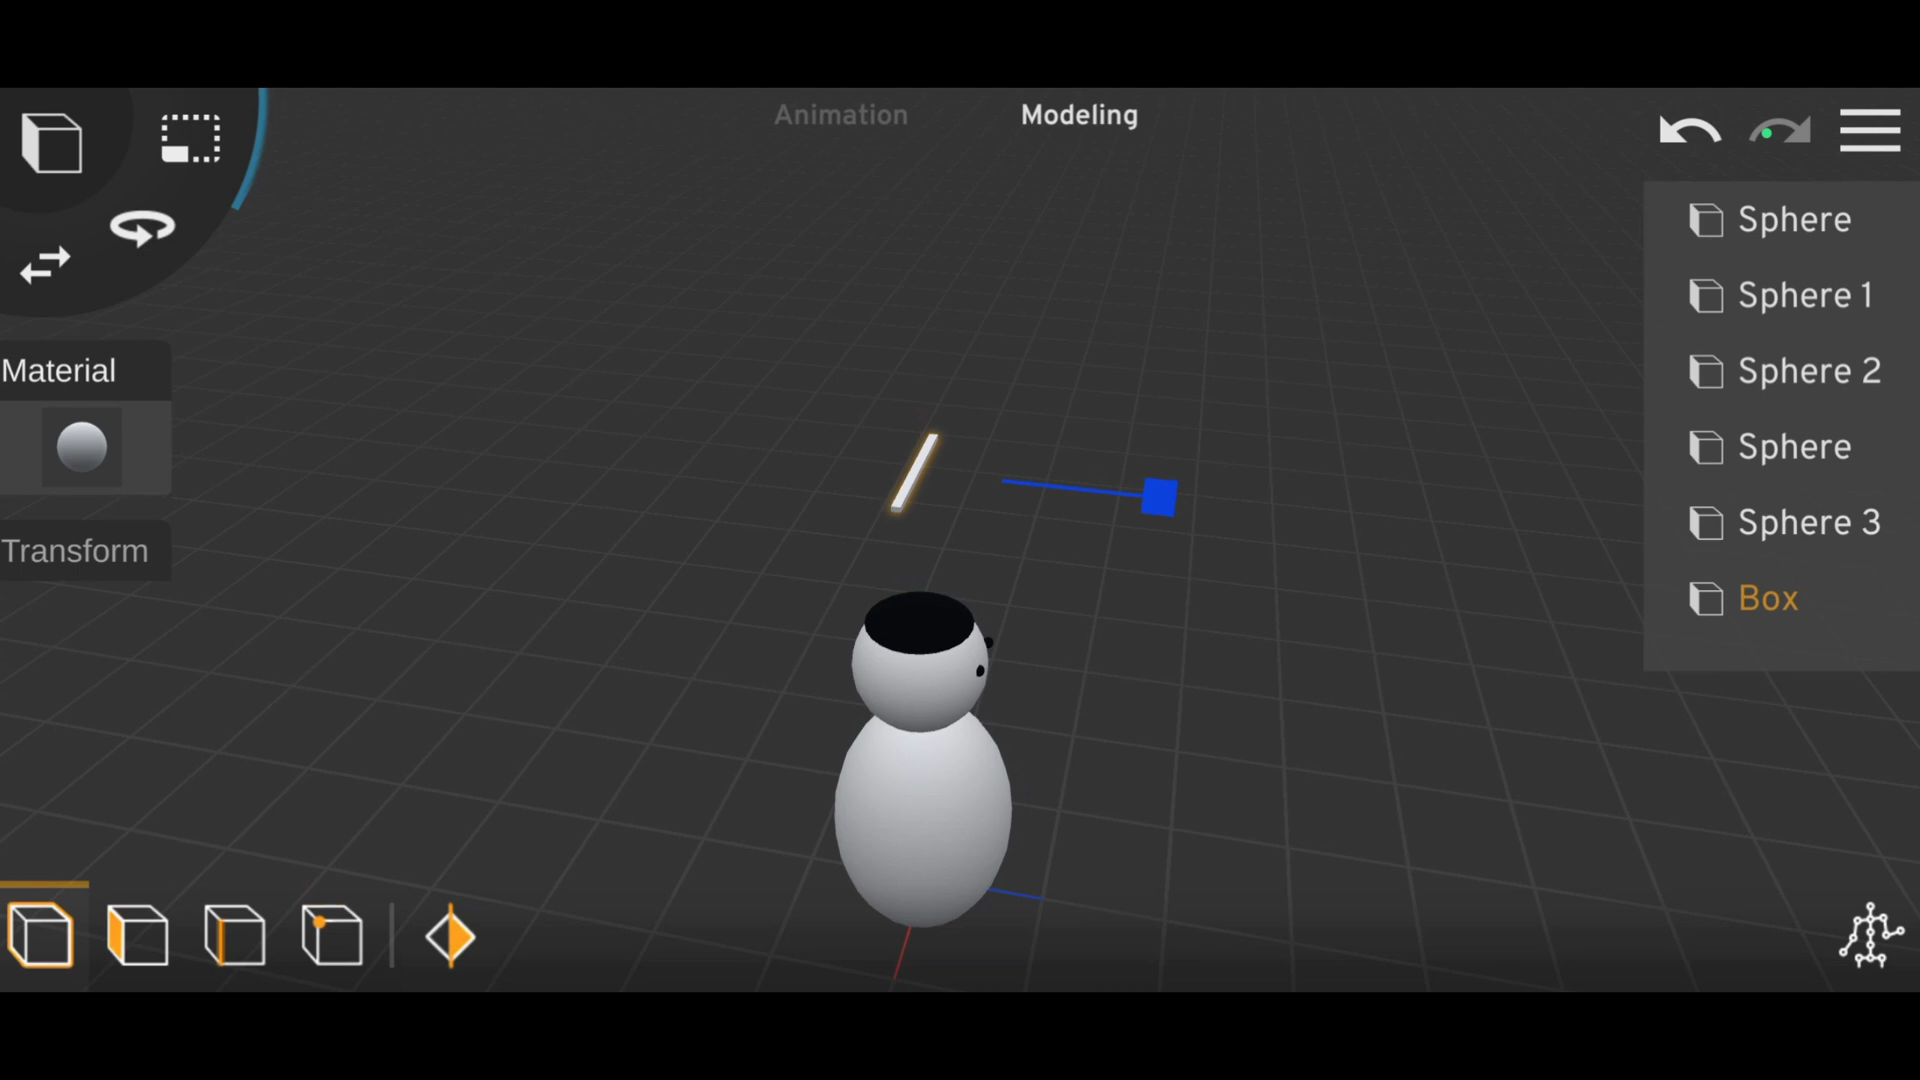 Animation
Modeling
Sphere
Sphere 1
Sphere 2
Sphere
Sphere 3
Box
Material
Transform